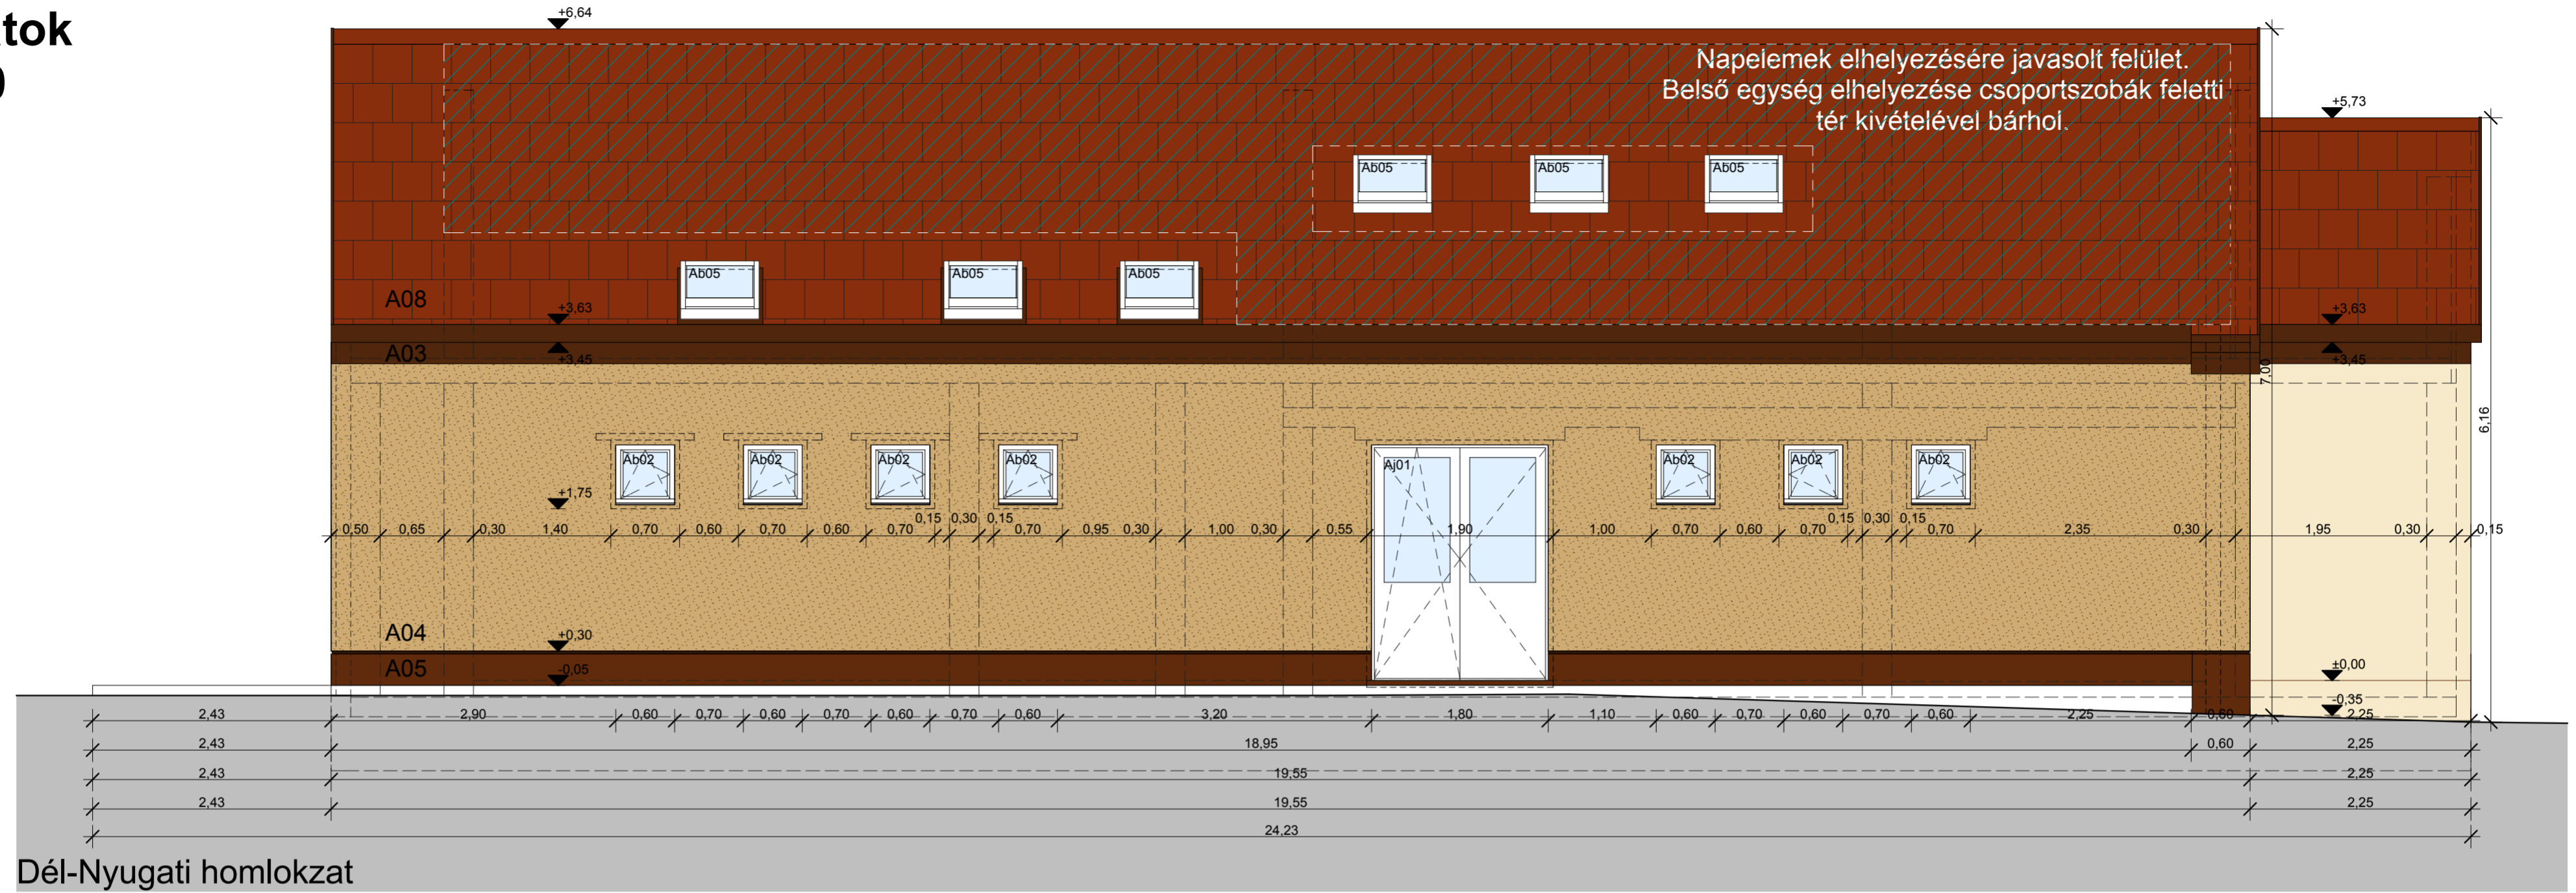 tok
+6,64
Napelemek elhelyezésére javasolt felület.
Belső egység elhelyezése csoportszobák feletti
tér kivételével bárhol.
+5,73
Ab05 Ab05 Ab05
Ab05 Ab05 Ab05
A08
+3,63 +3,63
A03
+3,45 +3,45
7,00
6,16
Ab02 Ab02 Ab02 Ab02 Aj01 Ab02 Ab02 Ab02
+1,75
0,50 0,65 0,30 1,40 0,70 0,60 0,70 0,60 0,70 0,15 0,30 0,15 0,70 0,95 0,30 1,00 0,30 0,55 1,90 1,00 0,70 0,60 0,70 0,15 0,30 0,15 0,70 2,35 0,30 1,95 0,30 0,15
A04
+0,30
A05
-0,05
±0,00
-0,35
2,43 2,90 0,60 0,70 0,60 0,70 0,60 0,70 0,60 3,20 1,80 1,10 0,60 0,70 0,60 0,70 0,60 2,25 0,60 2,25
2,43 18,95 0,60 2,25
2,43 19,55 2,25
2,43 19,55 2,25
24,23
Dél-Nyugati homlokzat